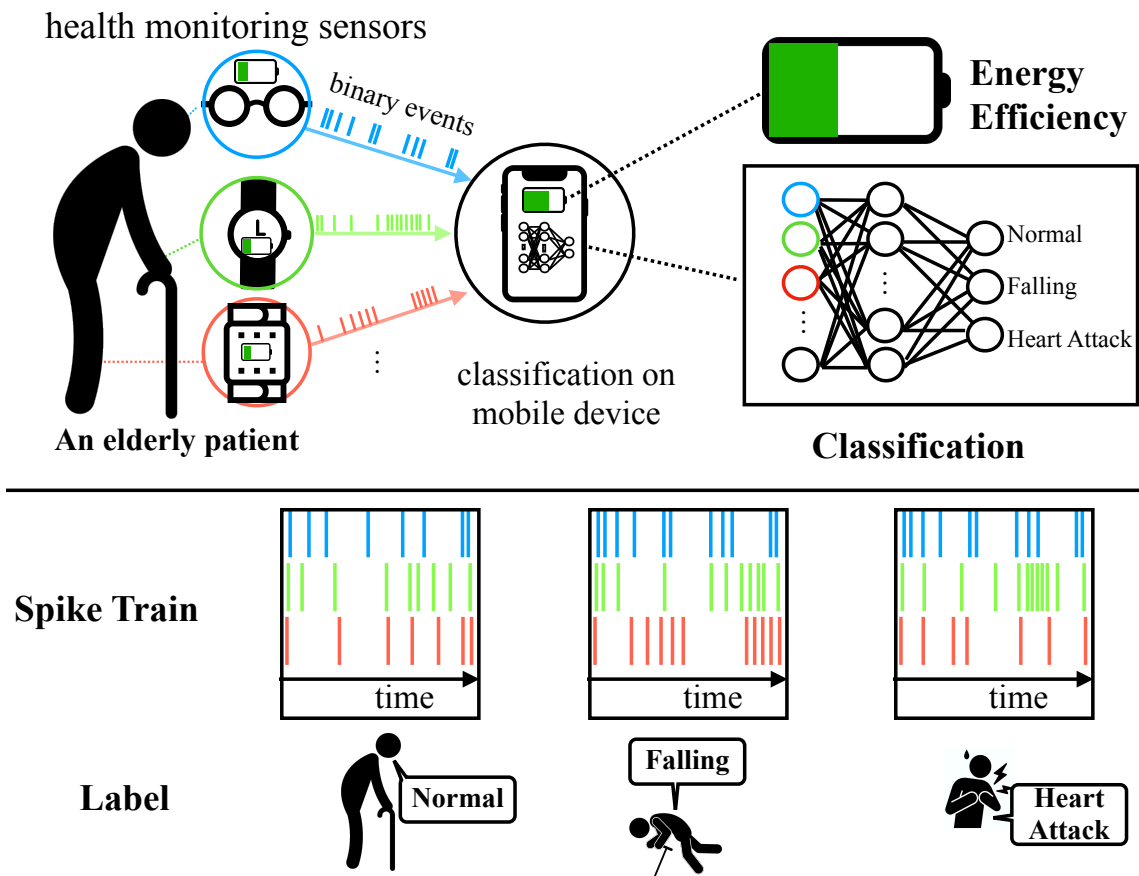 health monitoring sensors
binary events
Energy
Efficiency
Normal
Falling
Heart Attack
classification on
mobile device
An elderly patient
Classification
Spike Train
time
time
time
Label
Normal
Falling
Heart
Attack